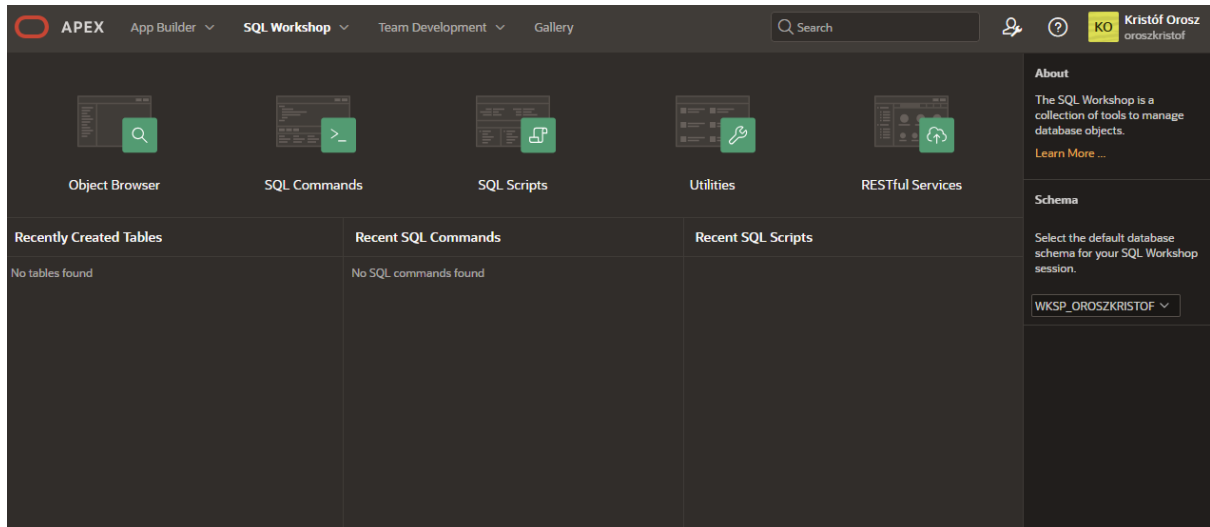 APEX App Builder SQL Workshop Team Development Gallery Search KO Kristóf Orosz
oroszkristof
Object Browser SQL Commands SQL Scripts Utilities RESTful Services
Recently Created Tables Recent SQL Commands Recent SQL Scripts
No tables found No SQL commands found
About
The SQL Workshop is a
collection of tools to manage
database objects.
Learn More ...
Schema
Select the default database
schema for your SQL Workshop
session.
WKSP_OROSZKRISTOF